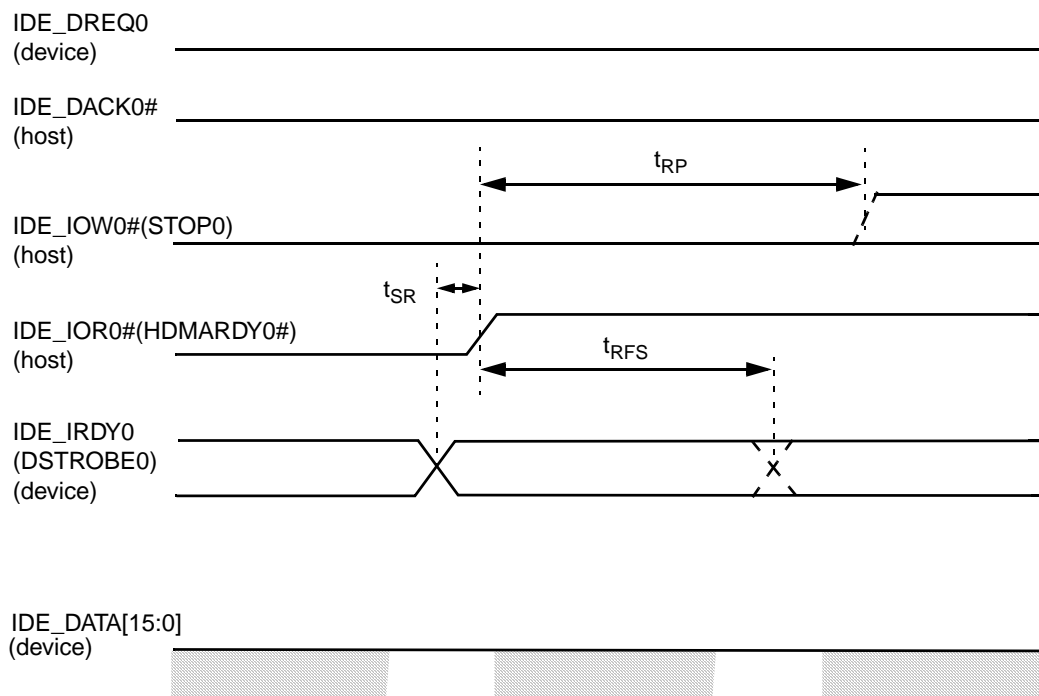 IDE_DREQ0
(device)
IDE_DACK0#
(host)
tRP
IDE_IOW0#(STOP0)
(host)
tSR
IDE_IOR0#(HDMARDY0#)
(host)
tRFS
IDE_IRDY0
(DSTROBE0)
(device)
IDE_DATA[15:0]
(device)